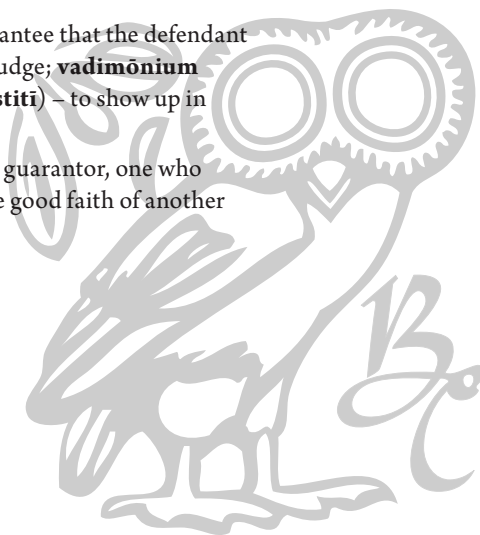 antee that the defendant
udge; vadimōnium
stitī) – to show up in
guarantor, one who
e good faith of another